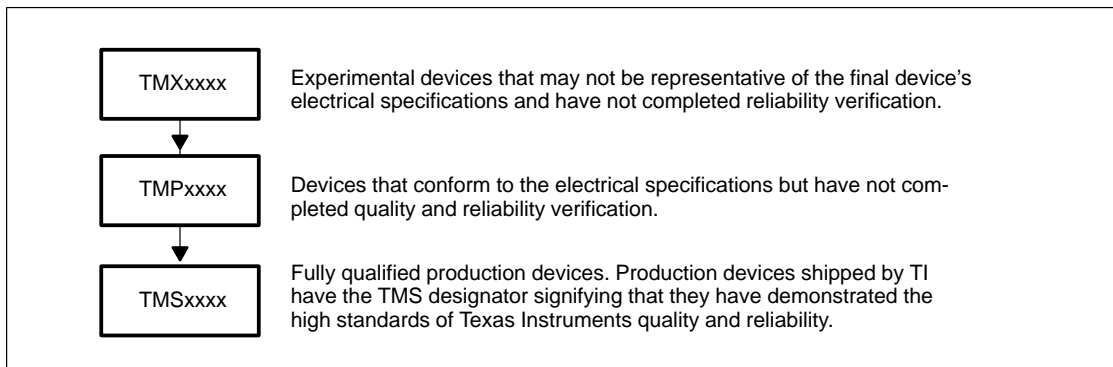 TMXxxxx
Experimental devices that may not be representative of the final device’s
electrical specifications and have not completed reliability verification.
TMPxxxx
Devices that conform to the electrical specifications but have not com-
pleted quality and reliability verification.
TMSxxxx
Fully qualified production devices. Production devices shipped by TI
have the TMS designator signifying that they have demonstrated the
high standards of Texas Instruments quality and reliability.